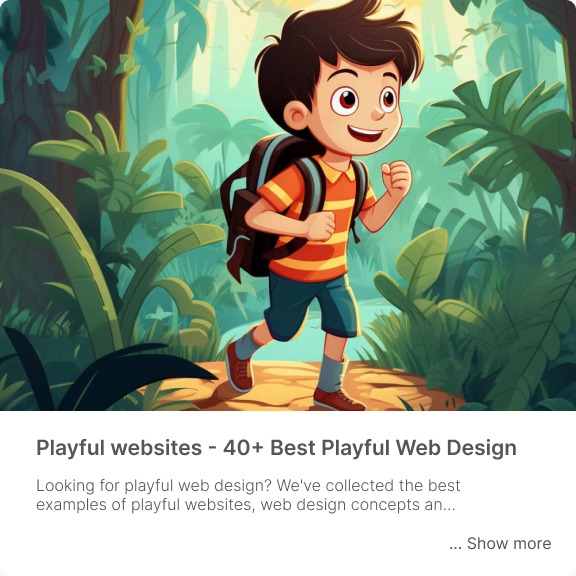 Playful websites - 40+ Best Playful Web Design
Looking for playful web design? We've collected the best
examples of playful websites, web design concepts an...
... Show more